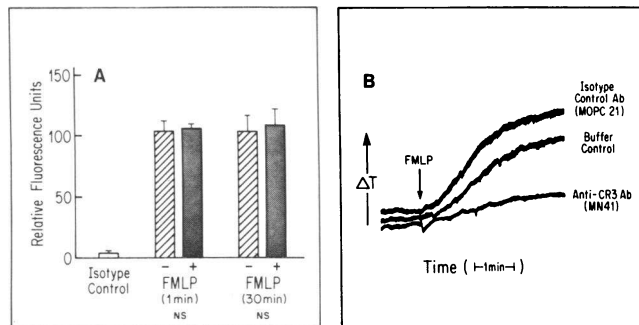 A
150
100
50
0
Relative Fluorescence Units
Isotype
Control
− +
FMLP
(1min)
NS
− +
FMLP
(30min)
NS
B
Isotype
Control Ab
(MOPC 21)
Buffer
Control
Anti-CR3 Ab
(MN41)
FMLP
ΔT
Time (⊢1min⊣)